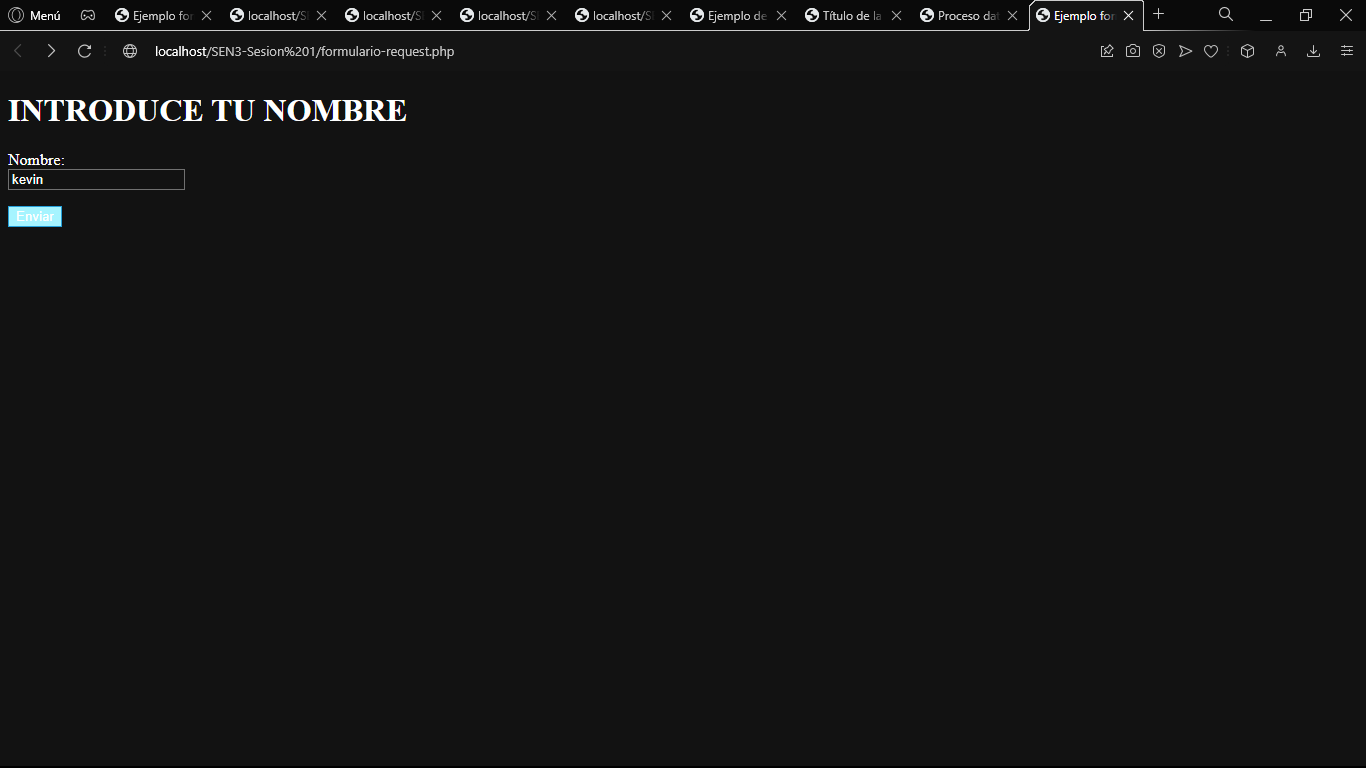 Menú Ejemplo for localhost/S localhost/S localhost/S localhost/S Ejemplo de Título de la Proceso dat Ejemplo for
localhost/SEN3-Sesion%201/formulario-request.php
INTRODUCE TU NOMBRE
Nombre:
kevin
Enviar